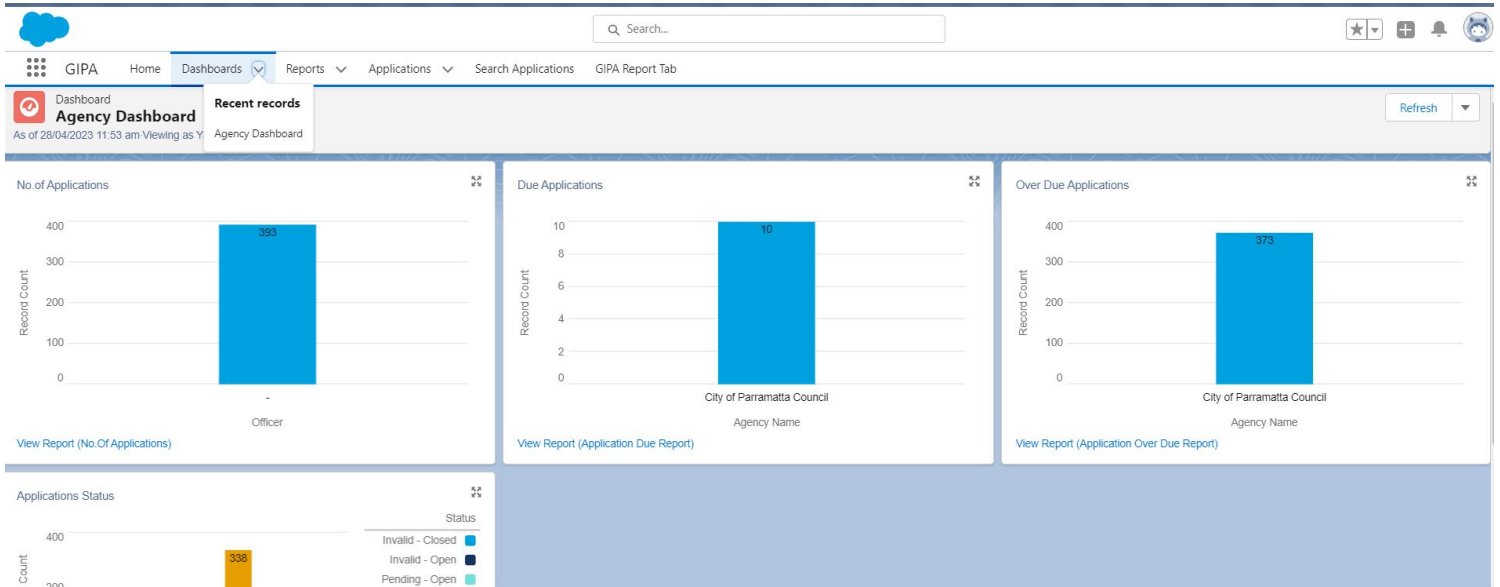 Search...
GIPA Home Dashboards Reports Applications Search Applications GIPA Report Tab
Dashboard
Agency Dashboard
As of 28/04/2023 11:53 am·Viewing as Y
Recent records
Agency Dashboard
Refresh
No.of Applications
400
300
200
100
0
Record Count
393
-
Officer
View Report (No.Of Applications)
Due Applications
10
8
6
4
2
0
Record Count
10
City of Parramatta Council
Agency Name
View Report (Application Due Report)
Over Due Applications
400
300
200
100
0
Record Count
373
City of Parramatta Council
Agency Name
View Report (Application Over Due Report)
Applications Status
400
Count
338
Status
Invalid - Closed
Invalid - Open
Pending - Open